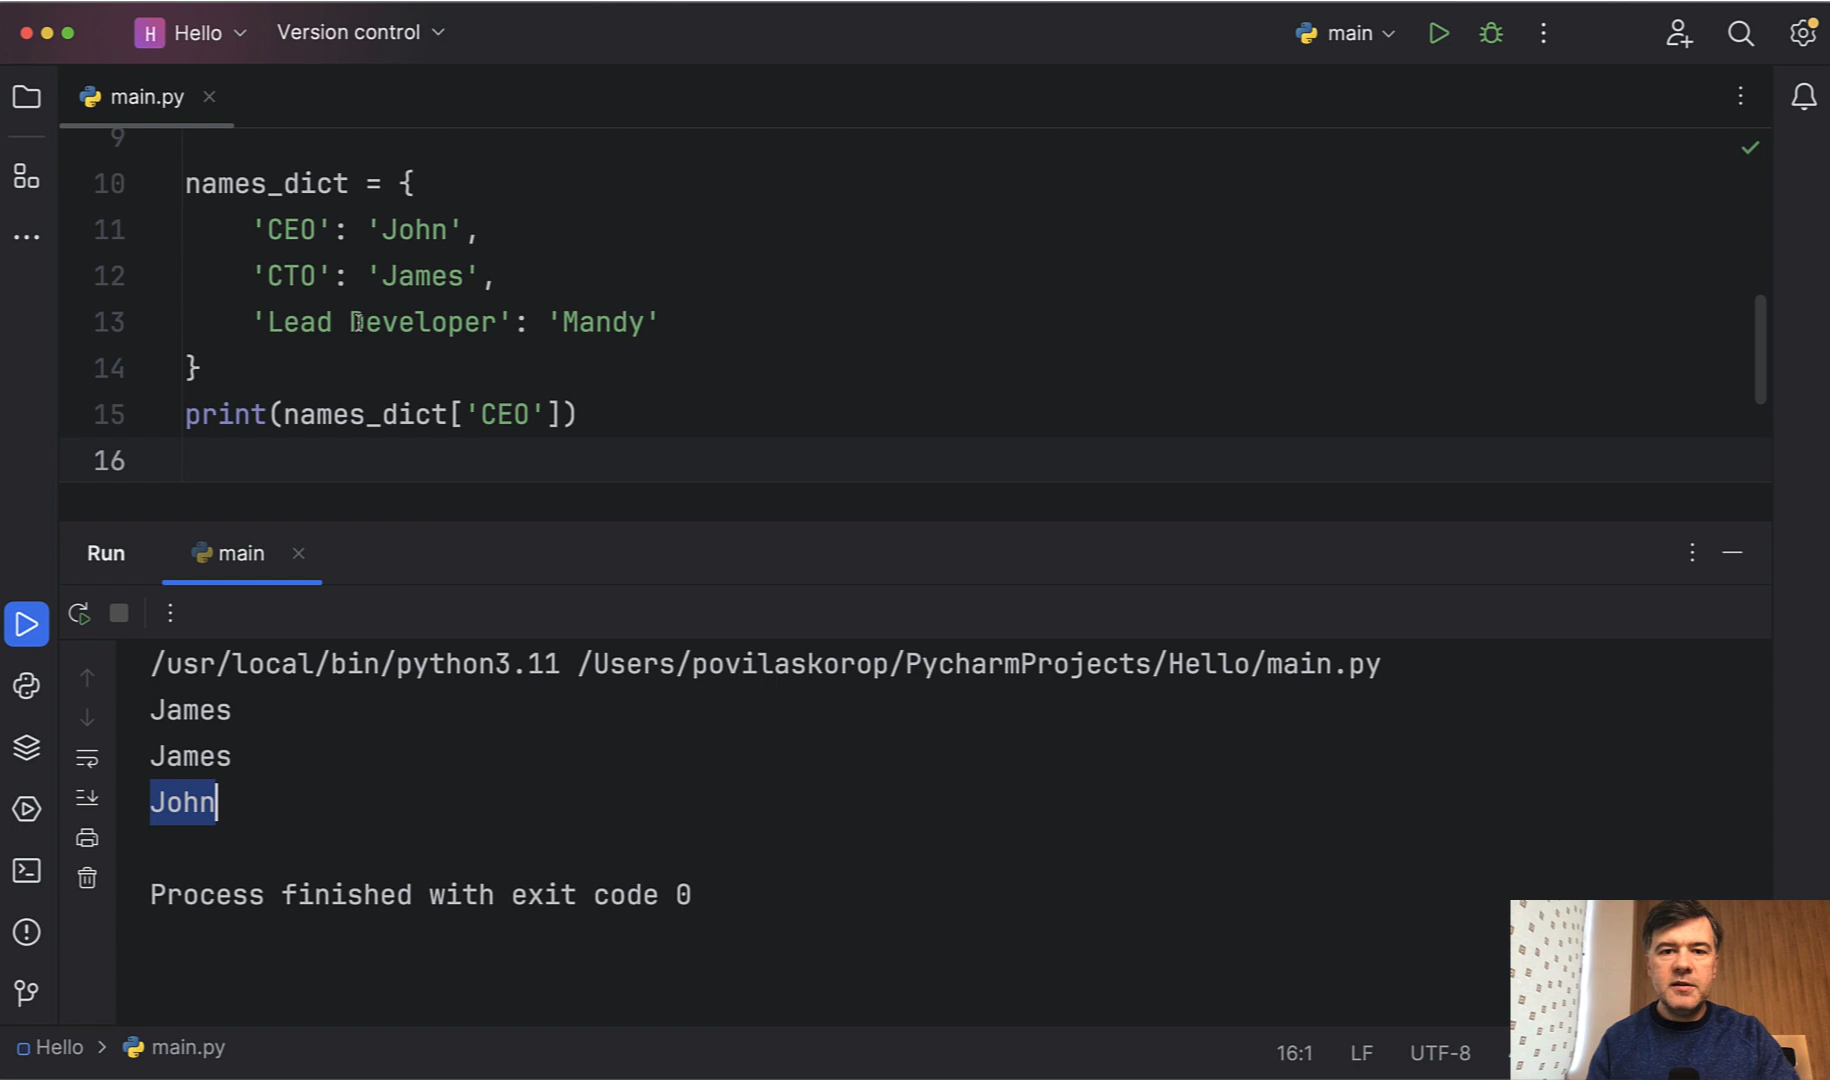 H Hello Version control main
main.py
9
10 names_dict = {
11 'CEO': 'John',
12 'CTO': 'James',
13 'Lead Developer': 'Mandy'
14 }
15 print(names_dict['CEO'])
16
Run main
/usr/local/bin/python3.11 /Users/povilaskorop/PycharmProjects/Hello/main.py
James
James
John
Process finished with exit code 0
Hello > main.py 16:1 LF UTF-8